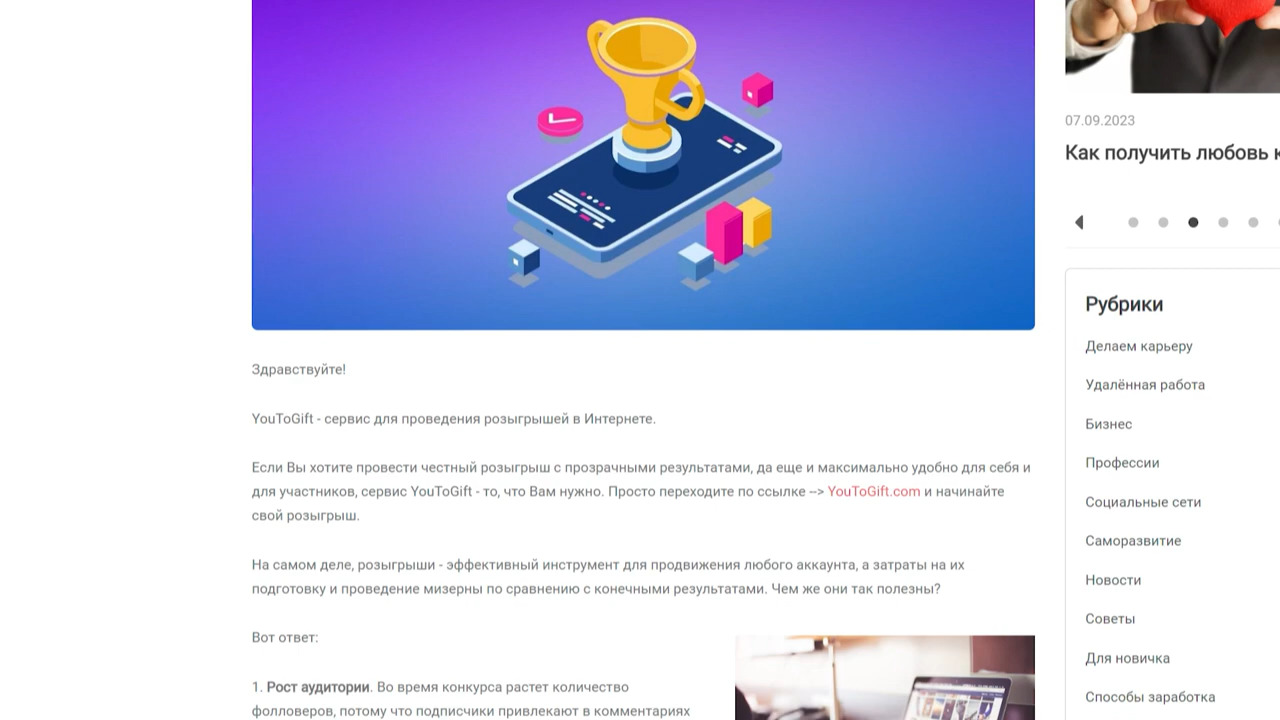 Здравствуйте!
YouToGift - сервис для проведения розыгрышей в Интернете.
Если Вы хотите провести честный розыгрыш с прозрачными результатами, да еще и максимально удобно для себя и
для участников, сервис YouToGift - то, что Вам нужно. Просто переходите по ссылке --> YouToGift.com и начинайте
свой розыгрыш.
На самом деле, розыгрыши - эффективный инструмент для продвижения любого аккаунта, а затраты на их
подготовку и проведение мизерны по сравнению с конечными результатами. Чем же они так полезны?
Вот ответ:
1. Рост аудитории. Во время конкурса растет количество
фолловеров, потому что подписчики привлекают в комментариях
07.09.2023
Как получить любовь к
Рубрики
Делаем карьеру
Удалённая работа
Бизнес
Профессии
Социальные сети
Саморазвитие
Новости
Советы
Для новичка
Способы заработка